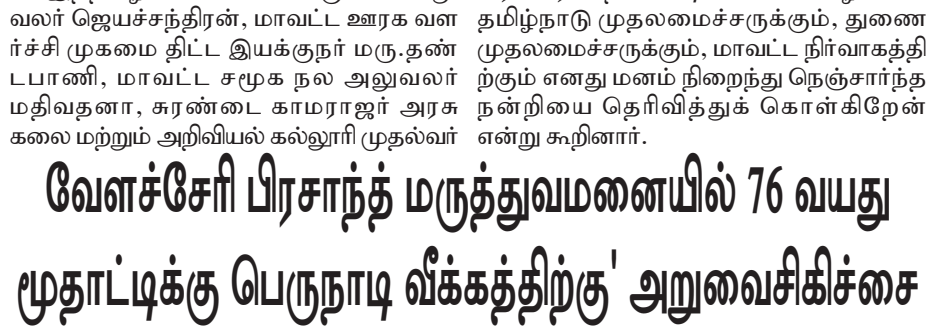 வலர் ஜெயச்சந்திரன், மாவட்ட ஊரக வள
ர்ச்சி முகமை திட்ட இயக்குநர் மரு.தண்
டபாணி, மாவட்ட சமூக நல அலுவலர்
மதிவதனா, சுரண்டை காமராஜர் அரசு
கலை மற்றும் அறிவியல் கல்லூரி முதல்வர்
தமிழ்நாடு முதலமைச்சருக்கும், துணை
முதலமைச்சருக்கும், மாவட்ட நிர்வாகத்தி
ற்கும் எனது மனம் நிறைந்து நெஞ்சார்ந்த
நன்றியை தெரிவித்துக் கொள்கிறேன்
என்று கூறினார்.
வேளச்சேரி பிரசாந்த் மருத்துவமனையில் 76 வயது
மூதாட்டிக்கு பெருநாடி வீக்கத்திற்கு' அறுவைசிகிச்சை